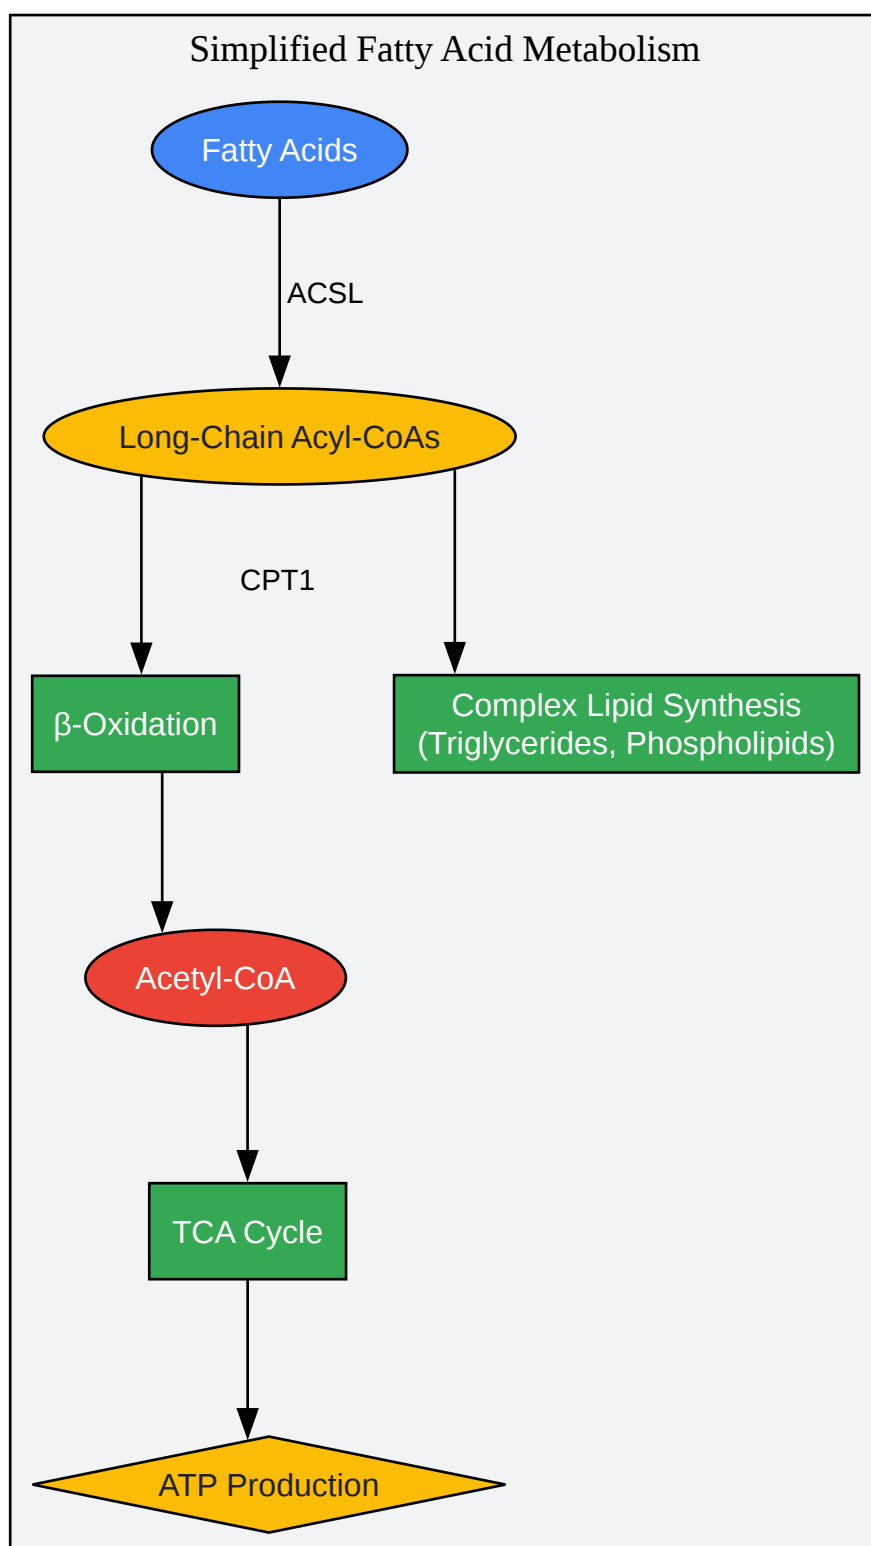 Simplified Fatty Acid Metabolism
Fatty Acids
ACSL
Long-Chain Acyl-CoAs
CPT1
β-Oxidation
Complex Lipid Synthesis
(Triglycerides, Phospholipids)
Acetyl-CoA
TCA Cycle
ATP Production